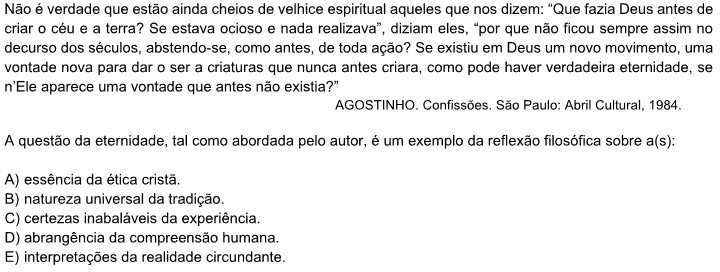 Não é verdade que estão ainda cheios de velhice espiritual aqueles que nos dizem: “Que fazia Deus antes de
criar o céu e a terra? Se estava ocioso e nada realizava”, diziam eles, “por que não ficou sempre assim no
decurso dos séculos, abstendo-se, como antes, de toda ação? Se existiu em Deus um novo movimento, uma
vontade nova para dar o ser a criaturas que nunca antes criara, como pode haver verdadeira eternidade, se
n’Ele aparece uma vontade que antes não existia?”
AGOSTINHO. Confissões. São Paulo: Abril Cultural, 1984.
A questão da eternidade, tal como abordada pelo autor, é um exemplo da reflexão filosófica sobre a(s):
A) essência da ética cristã.
B) natureza universal da tradição.
C) certezas inabaláveis da experiência.
D) abrangência da compreensão humana.
E) interpretações da realidade circundante.